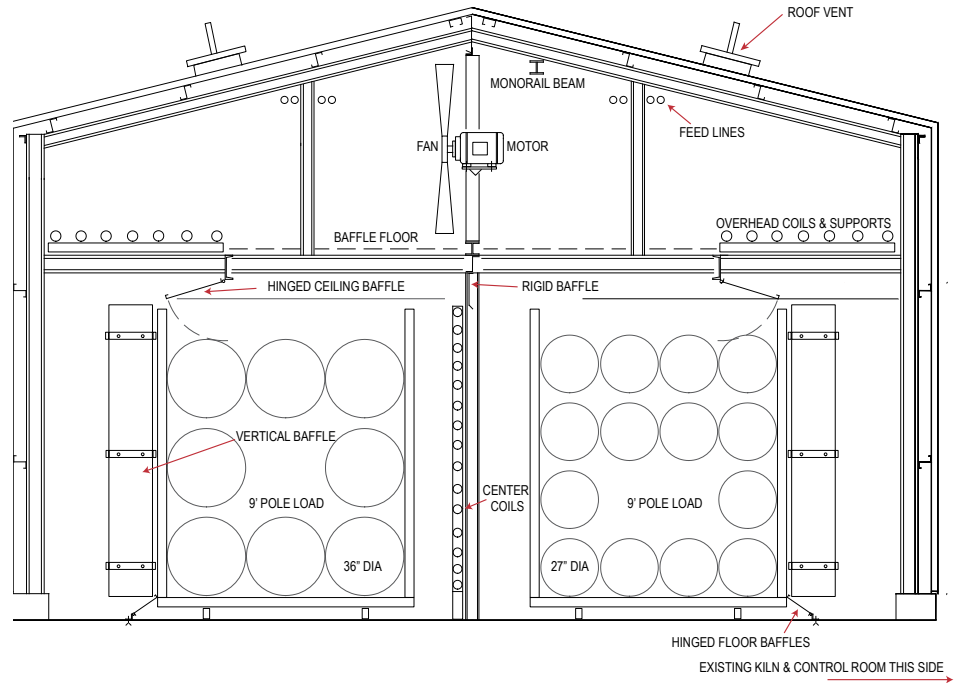 ROOF VENT
MONORAIL BEAM
FEED LINES
FAN
MOTOR
OVERHEAD COILS & SUPPORTS
BAFFLE FLOOR
HINGED CEILING BAFFLE
RIGID BAFFLE
VERTICAL BAFFLE
CENTER
COILS
9' POLE LOAD
9' POLE LOAD
36" DIA
27" DIA
HINGED FLOOR BAFFLES
EXISTING KILN & CONTROL ROOM THIS SIDE